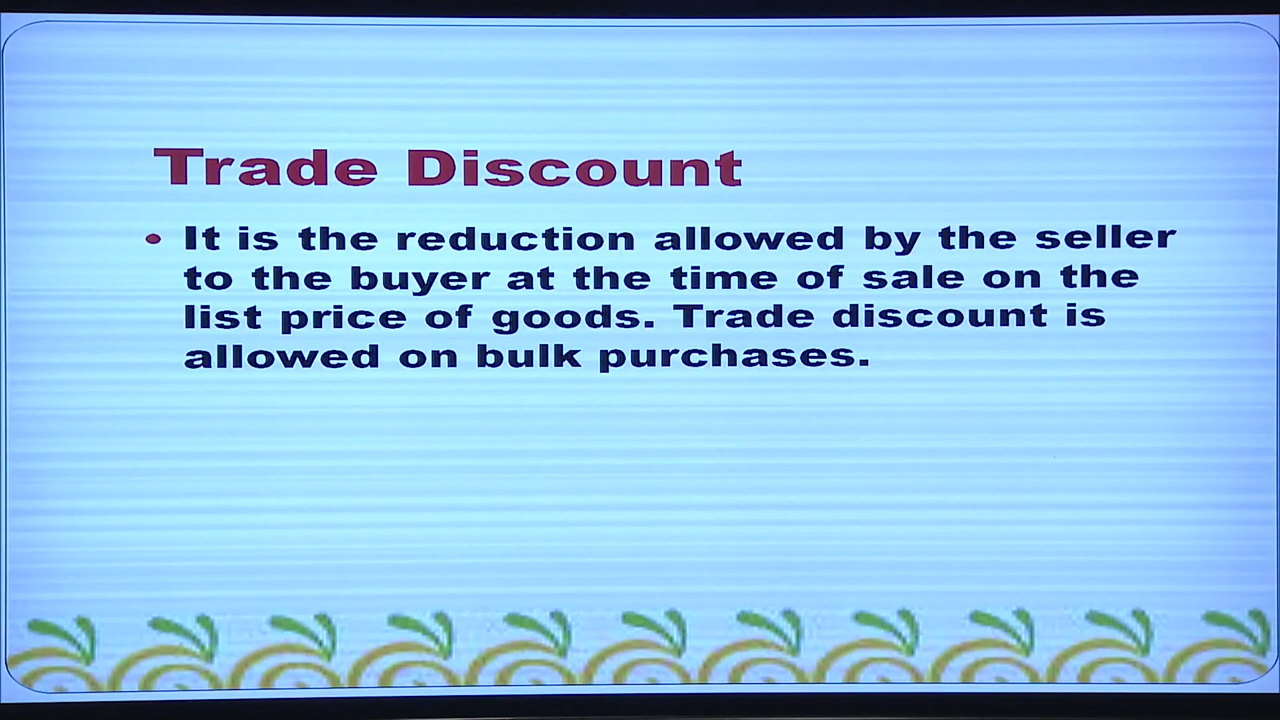 Trade Discount
• It is the reduction allowed by the seller
to the buyer at the time of sale on the
list price of goods. Trade discount is
allowed on bulk purchases.